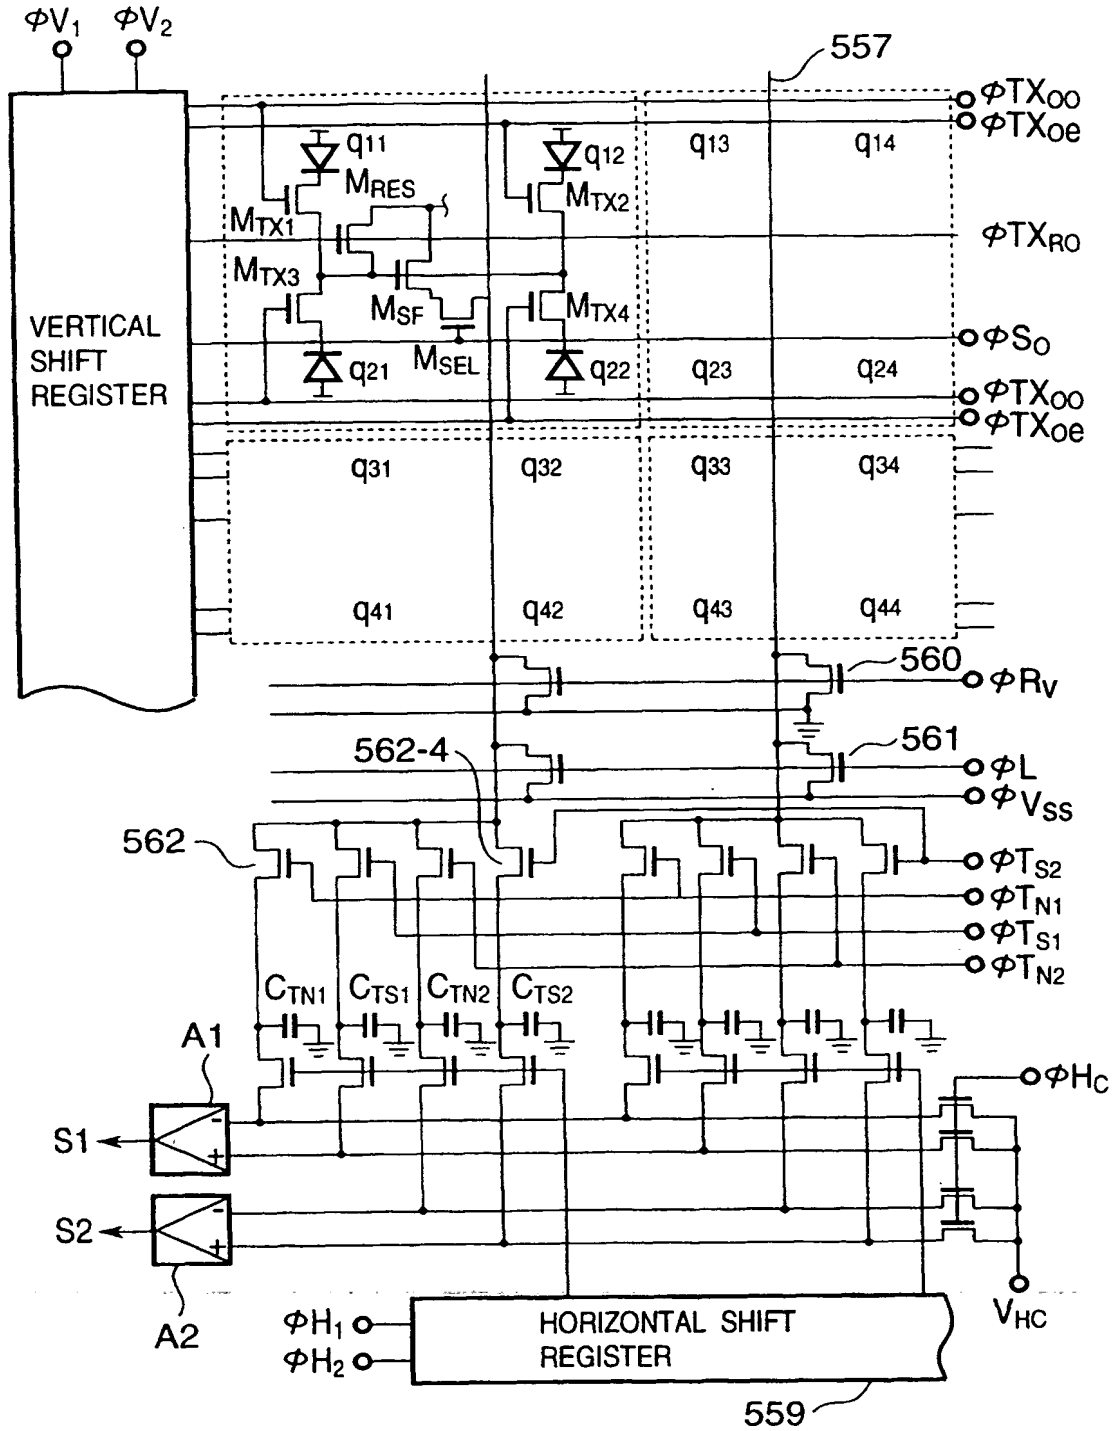 ΦV1 ΦV2
557
ΦTXOO
ΦTXOe
q11 q12 q13 q14
MRES
MTX1 MTX2
ΦTXRO
MTX3
MSF MTX4
VERTICAL
SHIFT
REGISTER
ΦSO
MSEL
q21 q22 q23 q24
ΦTXOO
ΦTXOe
q31 q32 q33 q34
q41 q42 q43 q44
560
ΦRV
562-4 561
ΦL
ΦVSS
562
ΦTS2
ΦTN1
ΦTS1
ΦTN2
CTN1 CTS1 CTN2 CTS2
A1
ΦHC
- 
S1
+
-
S2
+
A2
VHC
ΦH1
ΦH2
HORIZONTAL SHIFT
REGISTER
559